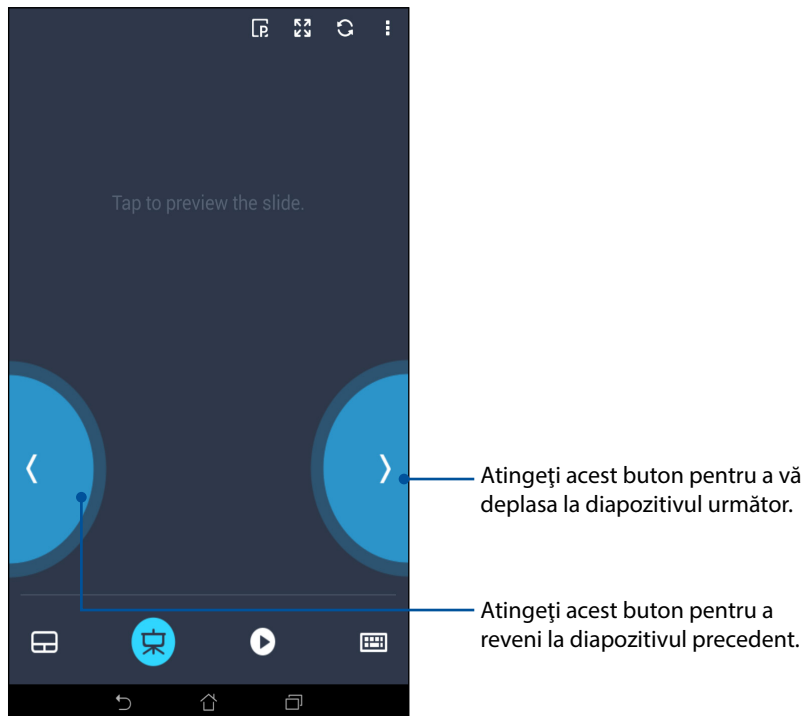 Tap to preview the slide.
Atingeţi acest buton pentru a vă
deplasa la diapozitivul următor.
Atingeţi acest buton pentru a
reveni la diapozitivul precedent.